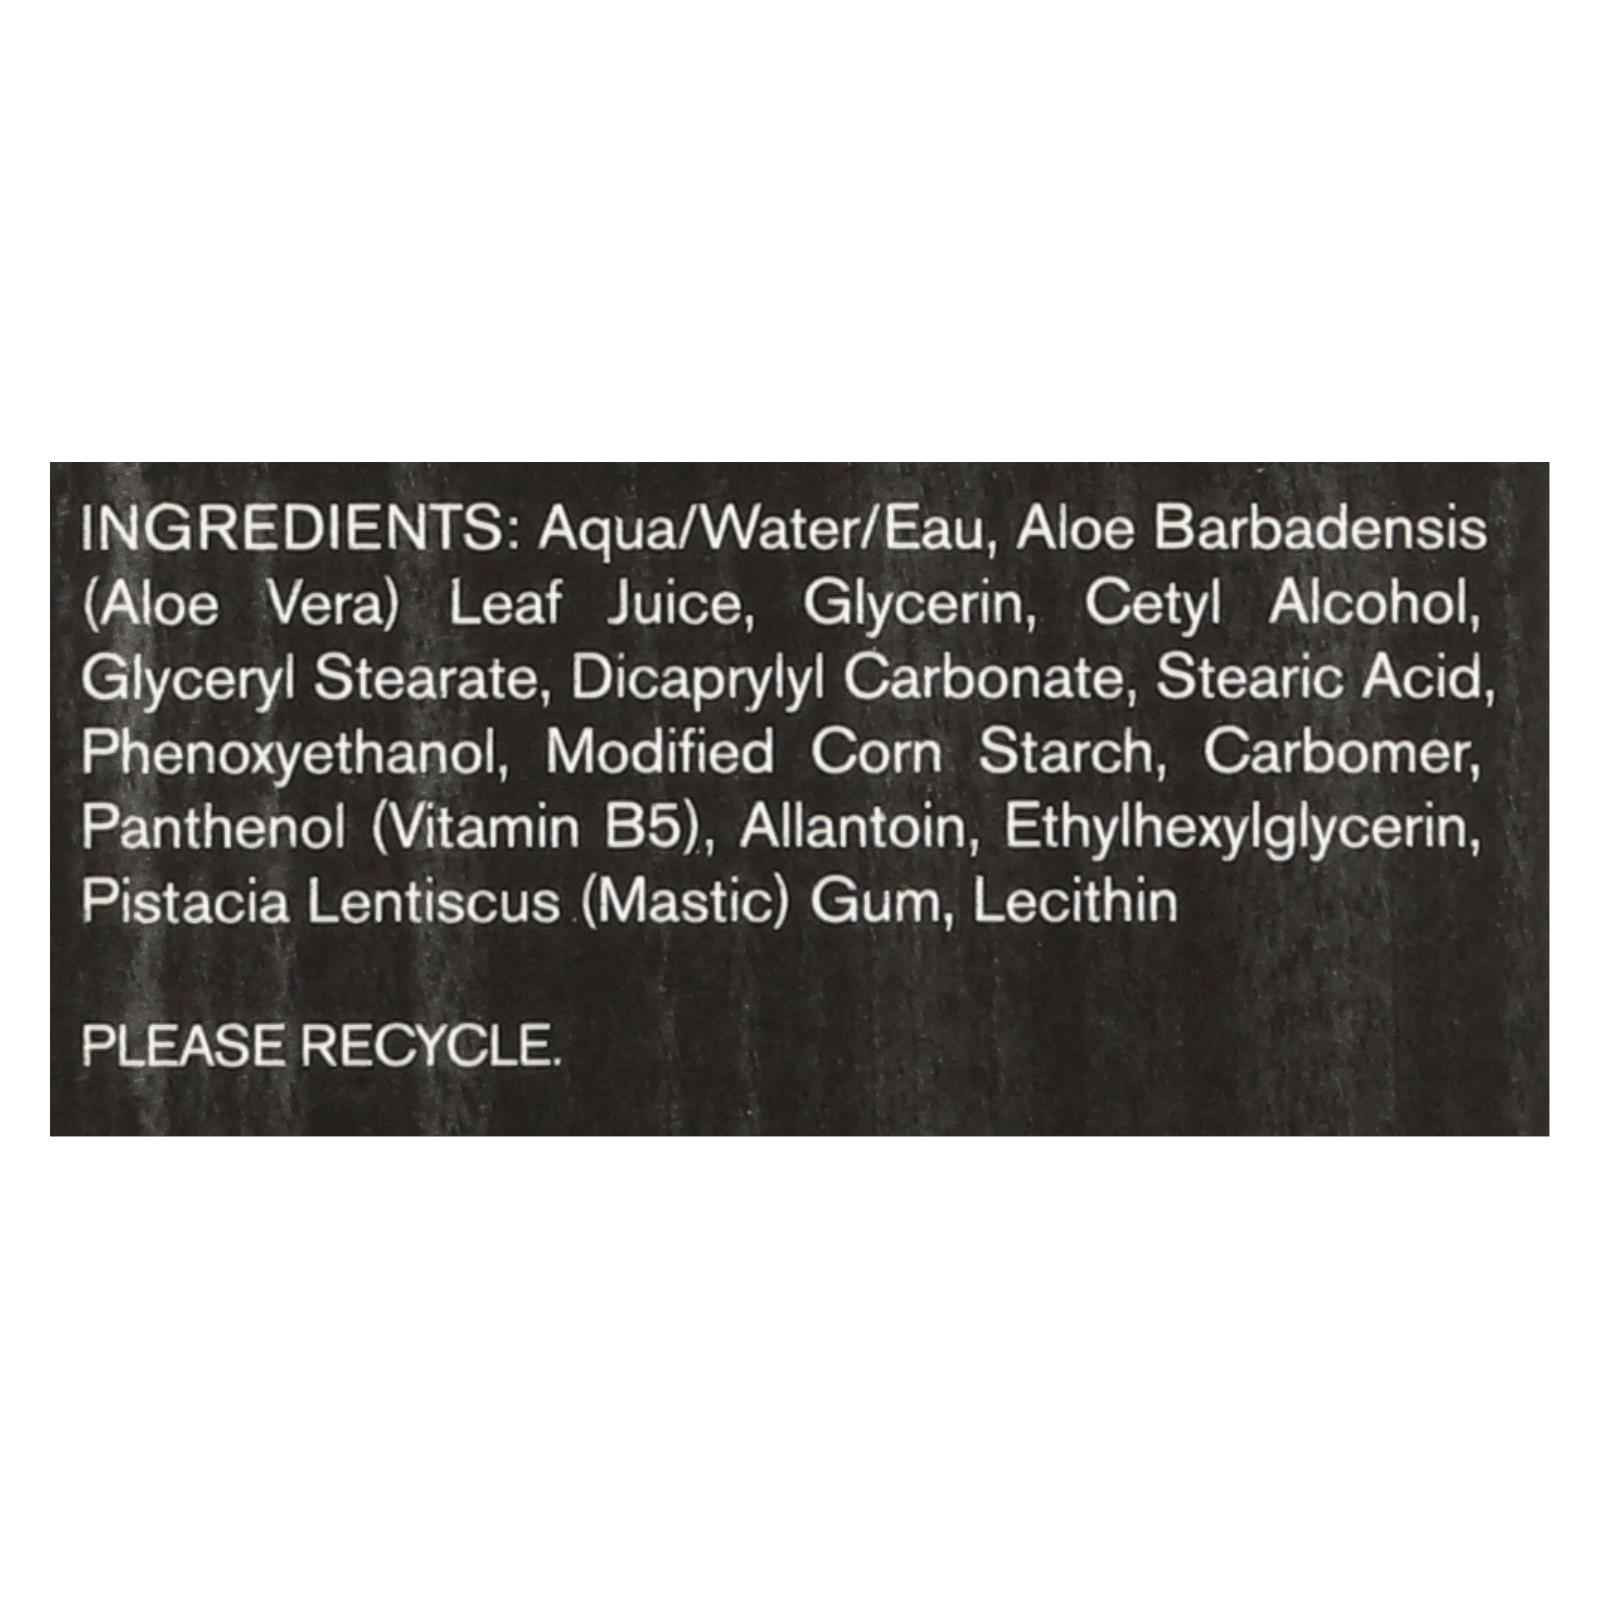 INGREDIENTS: Aqua/Water/Eau, Aloe Barbadensis
(Aloe Vera) Leaf Juice, Glycerin, Cetyl Alcohol,
Glyceryl Stearate, Dicaprylyl Carbonate, Stearic Acid,
Phenoxyethanol, Modified Corn Starch, Carbomer,
Panthenol (Vitamin B5), Allantoin, Ethylhexylglycerin,
Pistacia Lentiscus (Mastic) Gum, Lecithin
PLEASE RECYCLE.